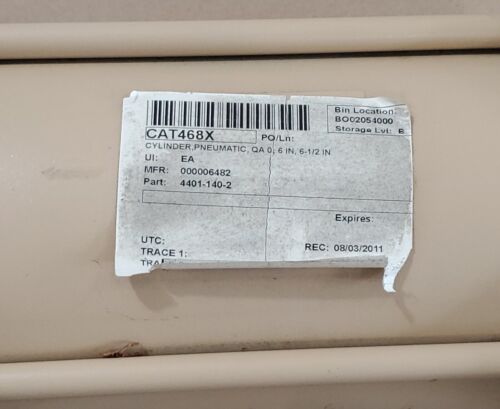 CAT468X PO/Ln:
CYLINDER,PNEUMATIC, QA 0, 6 IN, 6-1/2 IN
UI: EA
MFR: 000006482
Part: 4401-140-2
Bin Location:
BO02054000
Storage Lvl: B
Expires:
UTC:
TRACE 1:
REC: 08/03/2011